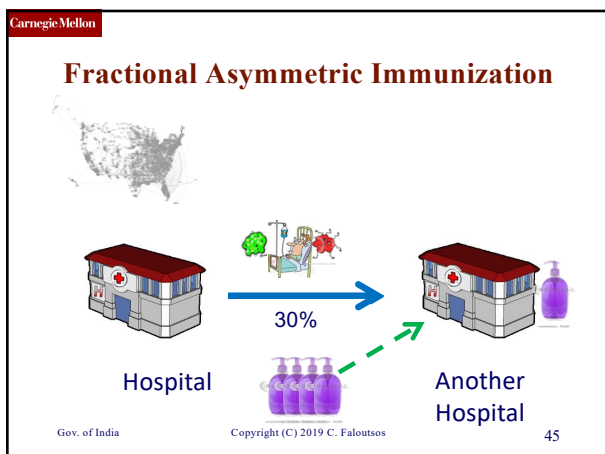 Carnegie Mellon
Fractional Asymmetric Immunization
30%
Hospital
Another
Hospital
Gov. of India
Copyright (C) 2019 C. Faloutsos
45